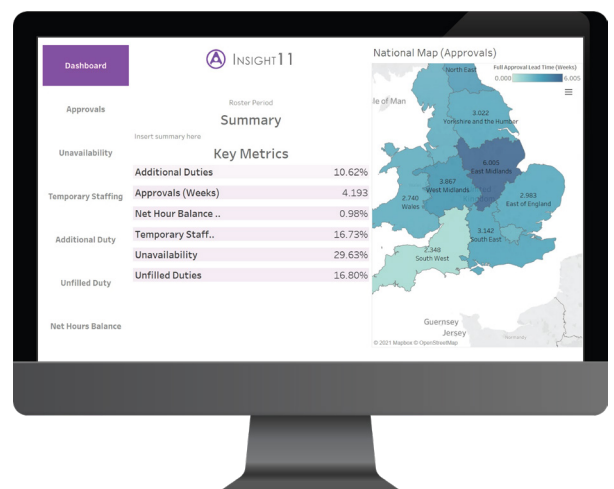 Dashboard
Approvals
Unavailability
Temporary Staffing
Additional Duty
Unfilled Duty
Net Hours Balance
INSIGHT11
Roster Period
Summary
Insert summary here
Key Metrics
Additional Duties 10.62%
Approvals (Weeks) 4.193
Net Hour Balance .. 0.98%
Temporary Staff.. 16.73%
Unavailability 29.63%
Unfilled Duties 16.80%
National Map (Approvals)
Full Approval Lead Time (Weeks)
0.000 6.005
North East
le of Man
3.022
Yorkshire and the Humber
6.005
East Midlands
3.867
West Midlands
2.740
Wales
2.983
East of England
3.142
South East
2.348
South West
Guernsey
Jersey
Normandy
© 2021 Mapbox © OpenStreetMap